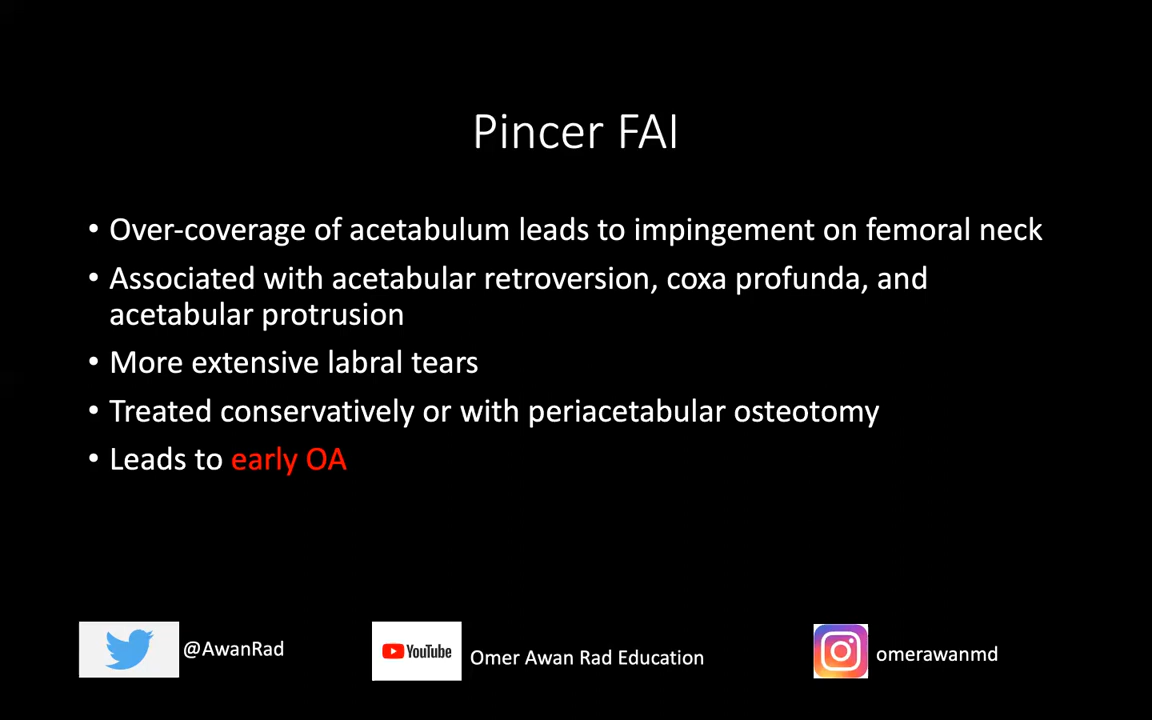 Pincer FAI
• Over-coverage of acetabulum leads to impingement on femoral neck
• Associated with acetabular retroversion, coxa profunda, and
acetabular protrusion
• More extensive labral tears
• Treated conservatively or with periacetabular osteotomy
• Leads to early OA
@AwanRad
YouTube
Omer Awan Rad Education
omerawanmd